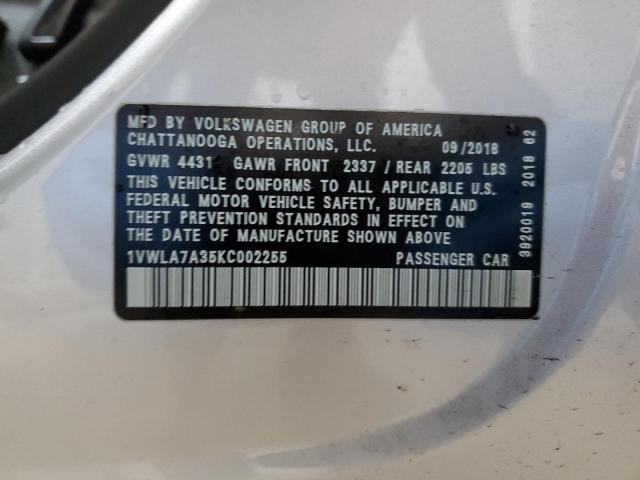 MFD BY VOLKSWAGEN GROUP OF AMERICA
CHATTANOOGA OPERATIONS, LLC. 09/2018
GVWR 4431 GAWR FRONT 2337/REAR 2205 LBS
THIS VEHICLE CONFORMS TO ALL APPLICABLE U.S.
FEDERAL MOTOR VEHICLE SAFETY, BUMPER AND
THEFT PREVENTION STANDARDS IN EFFECT ON
THE DATE OF MANUFACTURE SHOWN ABOVE
1VWLA7A35KC002255 PASSENGER CAR
3920019 2018 62